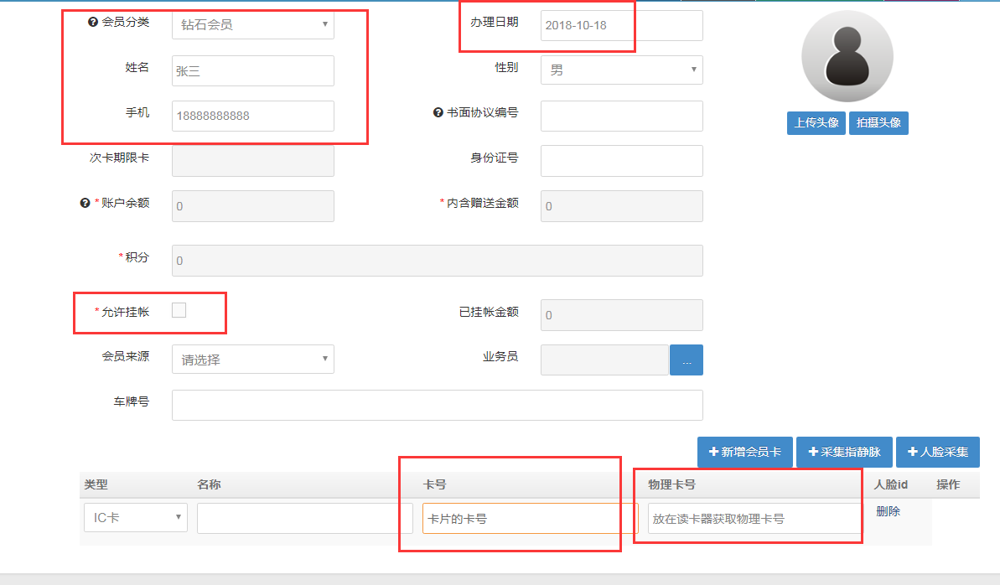 会员分类 钻石会员 办理日期 2018-10-18
姓名 张三 性别 男
手机 18888888888 书面协议编号
上传头像 拍摄头像
次卡期限卡 身份证号
*账户余额 0 *内含赠送金额 0
*积分 0
*允许挂帐 已挂帐金额 0
会员来源 请选择 业务员 ...
车牌号
新增会员卡 采集指静脉 人脸采集
类型 名称 卡号 物理卡号 人脸id 操作
IC卡 卡片的卡号 放在读卡器获取物理卡号 删除